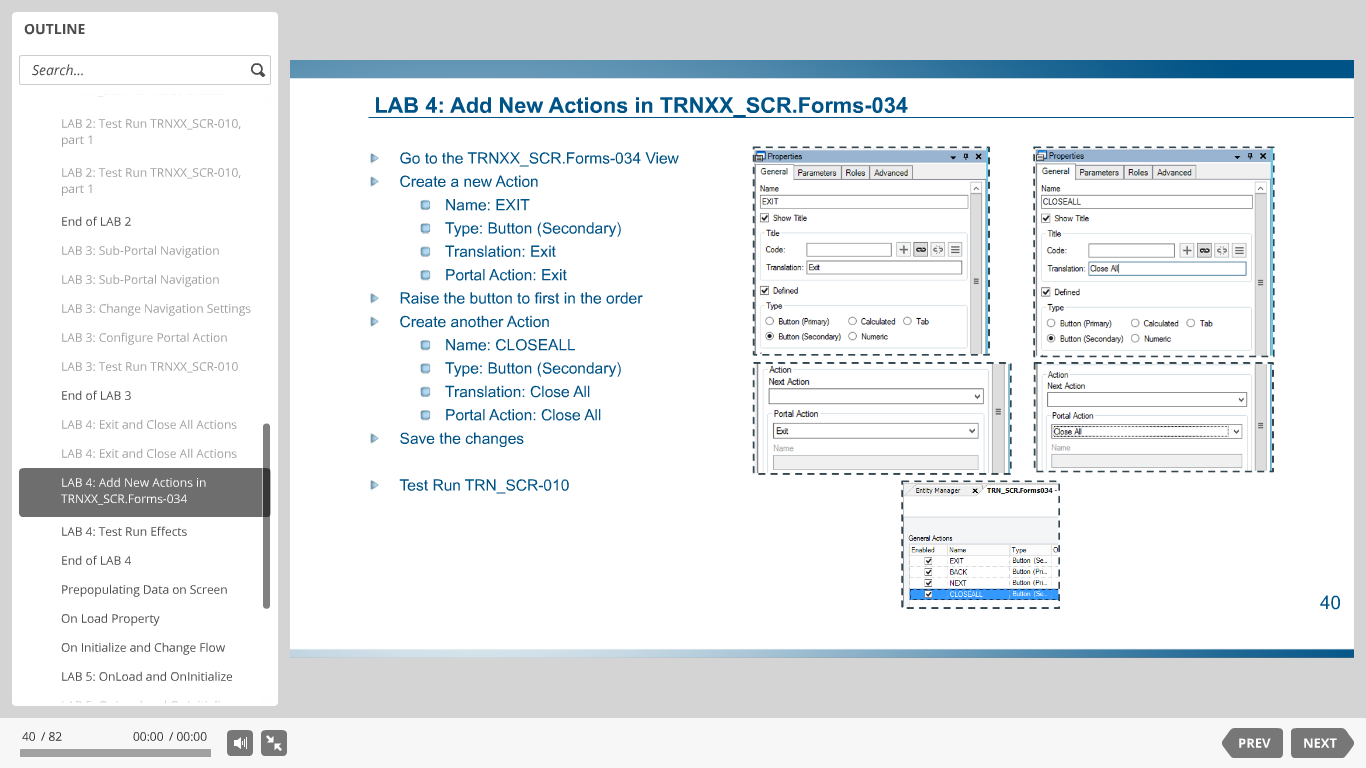 OUTLINE
Search...
LAB 2: Test Run TRNXX_SCR-010,
part 1
LAB 2: Test Run TRNXX_SCR-010,
part 1
End of LAB 2
LAB 3: Sub-Portal Navigation
LAB 3: Sub-Portal Navigation
LAB 3: Change Navigation Settings
LAB 3: Configure Portal Action
LAB 3: Test Run TRNXX_SCR-010
End of LAB 3
LAB 4: Exit and Close All Actions
LAB 4: Exit and Close All Actions
LAB 4: Add New Actions in
TRNXX_SCR.Forms-034
LAB 4: Test Run Effects
End of LAB 4
Prepopulating Data on Screen
On Load Property
On Initialize and Change Flow
LAB 5: OnLoad and OnInitialize
LAB 4: Add New Actions in TRNXX_SCR.Forms-034
Go to the TRNXX_SCR.Forms-034 View
Create a new Action
Name: EXIT
Type: Button (Secondary)
Translation: Exit
Portal Action: Exit
Raise the button to first in the order
Create another Action
Name: CLOSEALL
Type: Button (Secondary)
Translation: Close All
Portal Action: Close All
Save the changes
Test Run TRN_SCR-010
Properties
General Parameters Roles Advanced
Name
EXIT
Show Title
Title
Code:
Translation: Exit
Defined
Type
Button (Primary) Calculated Tab
Button (Secondary) Numeric
Action
Next Action
Portal Action
Exit
Name
Properties
General Parameters Roles Advanced
Name
CLOSEALL
Show Title
Title
Code:
Translation: Close All
Defined
Type
Button (Primary) Calculated Tab
Button (Secondary) Numeric
Action
Next Action
Portal Action
Close All
Name
Entity Manager TRN_SCR.Forms034 -
General Actions
Enabled Name Type O
EXIT Button (Se...
BACK Button (Pri...
NEXT Button (Pri...
CLOSEALL Button (Se...
40
40 / 82 00:00 / 00:00
PREV NEXT